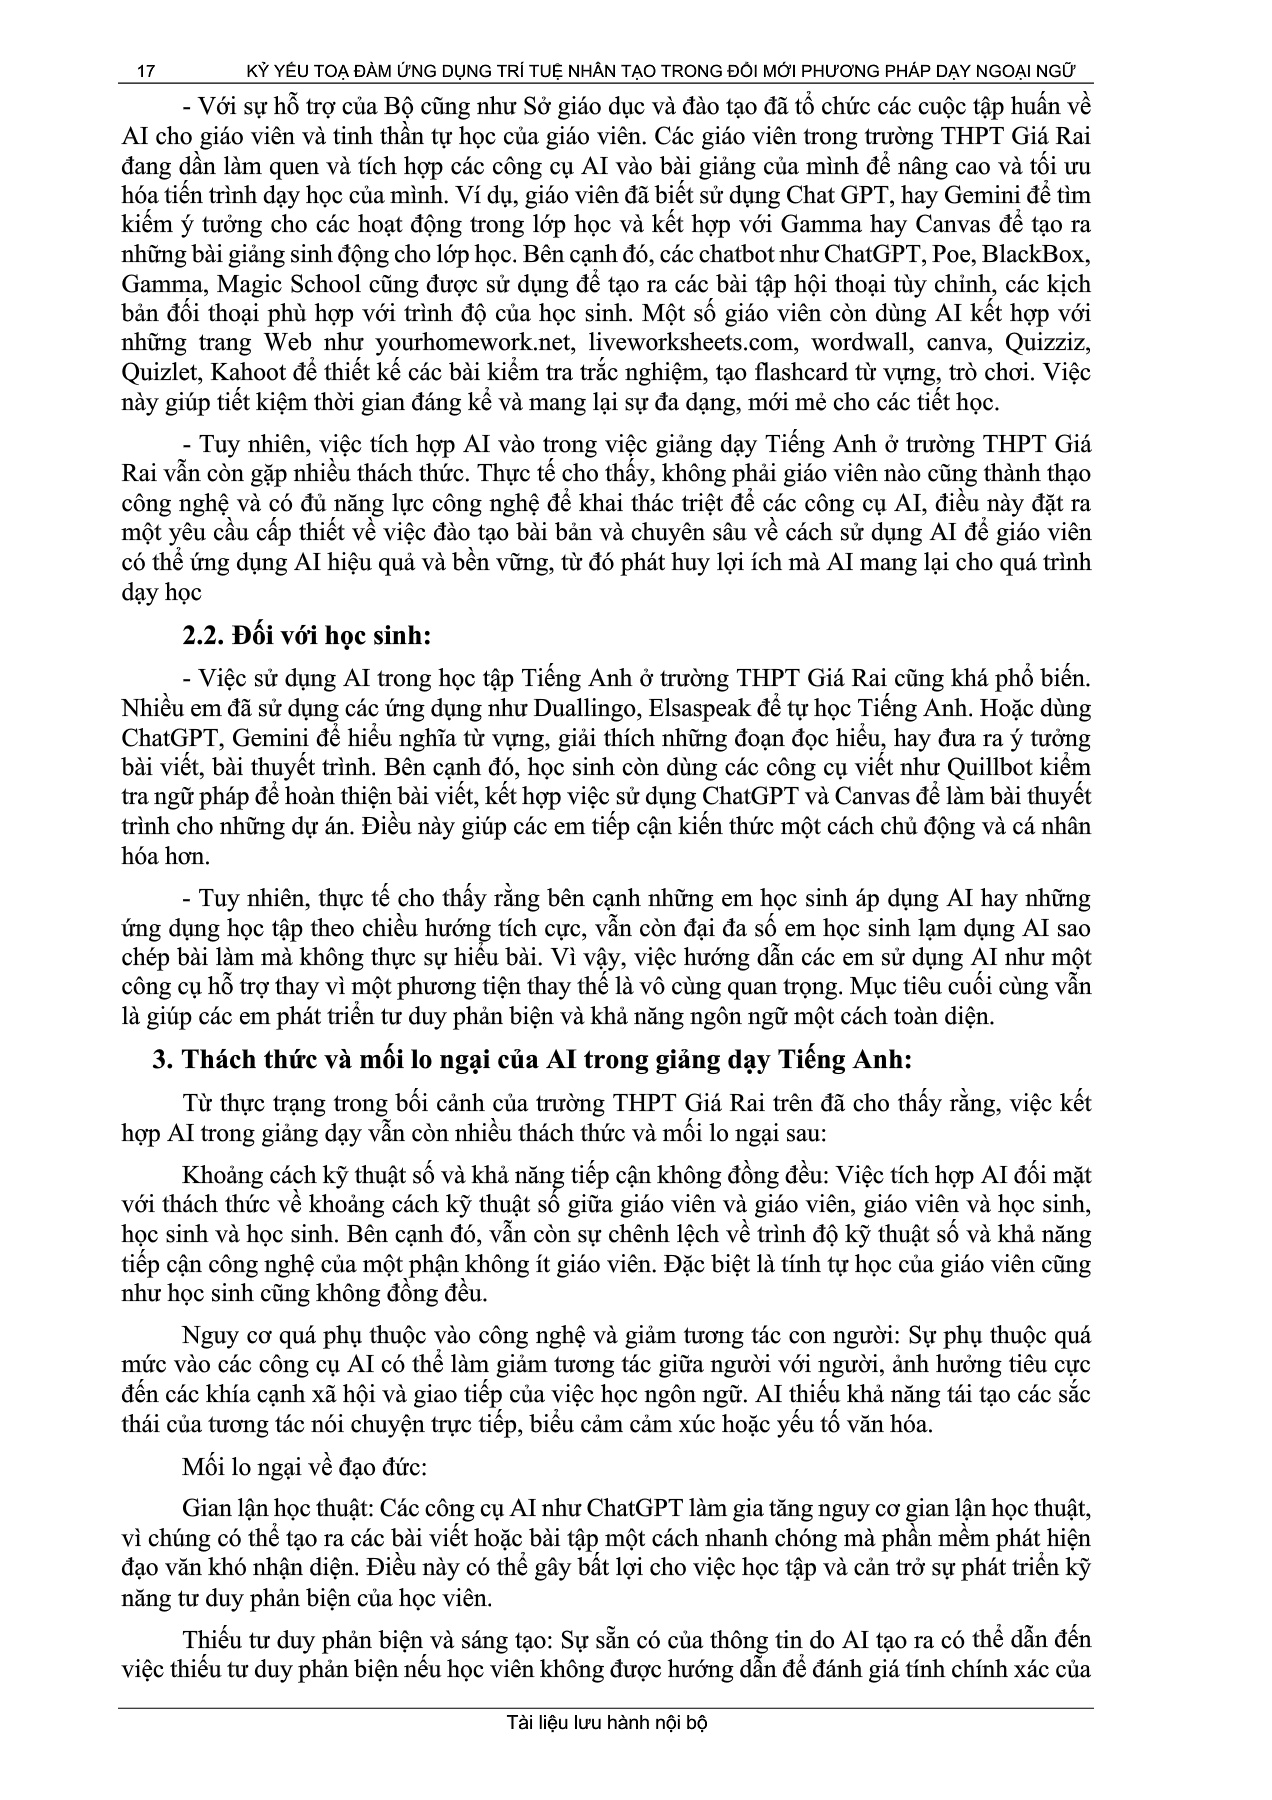 17 KỶ YẾU TOẠ ĐÀM ỨNG DỤNG TRÍ TUỆ NHÂN TẠO TRONG ĐỔI MỚI PHƯƠNG PHÁP DẠY NGOẠI NGỮ
- Với sự hỗ trợ của Bộ cũng như Sở giáo dục và đào tạo đã tổ chức các cuộc tập huấn về
AI cho giáo viên và tinh thần tự học của giáo viên. Các giáo viên trong trường THPT Giá Rai
đang dần làm quen và tích hợp các công cụ AI vào bài giảng của mình để nâng cao và tối ưu
hóa tiến trình dạy học của mình. Ví dụ, giáo viên đã biết sử dụng Chat GPT, hay Gemini để tìm
kiếm ý tưởng cho các hoạt động trong lớp học và kết hợp với Gamma hay Canvas để tạo ra
những bài giảng sinh động cho lớp học. Bên cạnh đó, các chatbot như ChatGPT, Poe, BlackBox,
Gamma, Magic School cũng được sử dụng để tạo ra các bài tập hội thoại tùy chỉnh, các kịch
bản đối thoại phù hợp với trình độ của học sinh. Một số giáo viên còn dùng AI kết hợp với
những trang Web như yourhomework.net, liveworksheets.com, wordwall, canva, Quizziz,
Quizlet, Kahoot để thiết kế các bài kiểm tra trắc nghiệm, tạo flashcard từ vựng, trò chơi. Việc
này giúp tiết kiệm thời gian đáng kể và mang lại sự đa dạng, mới mẻ cho các tiết học.
- Tuy nhiên, việc tích hợp AI vào trong việc giảng dạy Tiếng Anh ở trường THPT Giá
Rai vẫn còn gặp nhiều thách thức. Thực tế cho thấy, không phải giáo viên nào cũng thành thạo
công nghệ và có đủ năng lực công nghệ để khai thác triệt để các công cụ AI, điều này đặt ra
một yêu cầu cấp thiết về việc đào tạo bài bản và chuyên sâu về cách sử dụng AI để giáo viên
có thể ứng dụng AI hiệu quả và bền vững, từ đó phát huy lợi ích mà AI mang lại cho quá trình
dạy học
2.2. Đối với học sinh:
- Việc sử dụng AI trong học tập Tiếng Anh ở trường THPT Giá Rai cũng khá phổ biến.
Nhiều em đã sử dụng các ứng dụng như Duallingo, Elsaspeak để tự học Tiếng Anh. Hoặc dùng
ChatGPT, Gemini để hiểu nghĩa từ vựng, giải thích những đoạn đọc hiểu, hay đưa ra ý tưởng
bài viết, bài thuyết trình. Bên cạnh đó, học sinh còn dùng các công cụ viết như Quillbot kiểm
tra ngữ pháp để hoàn thiện bài viết, kết hợp việc sử dụng ChatGPT và Canvas để làm bài thuyết
trình cho những dự án. Điều này giúp các em tiếp cận kiến thức một cách chủ động và cá nhân
hóa hơn.
- Tuy nhiên, thực tế cho thấy rằng bên cạnh những em học sinh áp dụng AI hay những
ứng dụng học tập theo chiều hướng tích cực, vẫn còn đại đa số em học sinh lạm dụng AI sao
chép bài làm mà không thực sự hiểu bài. Vì vậy, việc hướng dẫn các em sử dụng AI như một
công cụ hỗ trợ thay vì một phương tiện thay thế là vô cùng quan trọng. Mục tiêu cuối cùng vẫn
là giúp các em phát triển tư duy phản biện và khả năng ngôn ngữ một cách toàn diện.
3. Thách thức và mối lo ngại của AI trong giảng dạy Tiếng Anh:
Từ thực trạng trong bối cảnh của trường THPT Giá Rai trên đã cho thấy rằng, việc kết
hợp AI trong giảng dạy vẫn còn nhiều thách thức và mối lo ngại sau:
Khoảng cách kỹ thuật số và khả năng tiếp cận không đồng đều: Việc tích hợp AI đối mặt
với thách thức về khoảng cách kỹ thuật số giữa giáo viên và giáo viên, giáo viên và học sinh,
học sinh và học sinh. Bên cạnh đó, vẫn còn sự chênh lệch về trình độ kỹ thuật số và khả năng
tiếp cận công nghệ của một phận không ít giáo viên. Đặc biệt là tính tự học của giáo viên cũng
như học sinh cũng không đồng đều.
Nguy cơ quá phụ thuộc vào công nghệ và giảm tương tác con người: Sự phụ thuộc quá
mức vào các công cụ AI có thể làm giảm tương tác giữa người với người, ảnh hưởng tiêu cực
đến các khía cạnh xã hội và giao tiếp của việc học ngôn ngữ. AI thiếu khả năng tái tạo các sắc
thái của tương tác nói chuyện trực tiếp, biểu cảm cảm xúc hoặc yếu tố văn hóa.
Mối lo ngại về đạo đức:
Gian lận học thuật: Các công cụ AI như ChatGPT làm gia tăng nguy cơ gian lận học thuật,
vì chúng có thể tạo ra các bài viết hoặc bài tập một cách nhanh chóng mà phần mềm phát hiện
đạo văn khó nhận diện. Điều này có thể gây bất lợi cho việc học tập và cản trở sự phát triển kỹ
năng tư duy phản biện của học viên.
Thiếu tư duy phản biện và sáng tạo: Sự sẵn có của thông tin do AI tạo ra có thể dẫn đến
việc thiếu tư duy phản biện nếu học viên không được hướng dẫn để đánh giá tính chính xác của
Tài liệu lưu hành nội bộ